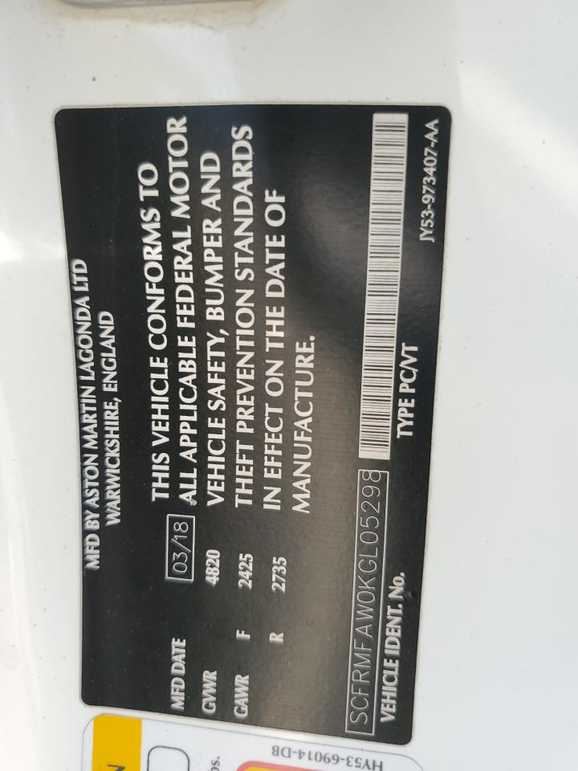 MFD BY ASTON MARTIN LAGONDA LTD
WARWICKSHIRE, ENGLAND
MFD DATE 03/18 THIS VEHICLE CONFORMS TO
ALL APPLICABLE FEDERAL MOTOR
GVWR 4820 VEHICLE SAFETY, BUMPER AND
GAWR F 2425 THEFT PREVENTION STANDARDS
R 2735 IN EFFECT ON THE DATE OF
MANUFACTURE.
SCFRMFAW0KGL05298
VEHICLE IDENT. No. TYPE PC/VT JY53-973407-AA
HY53-69014-DB